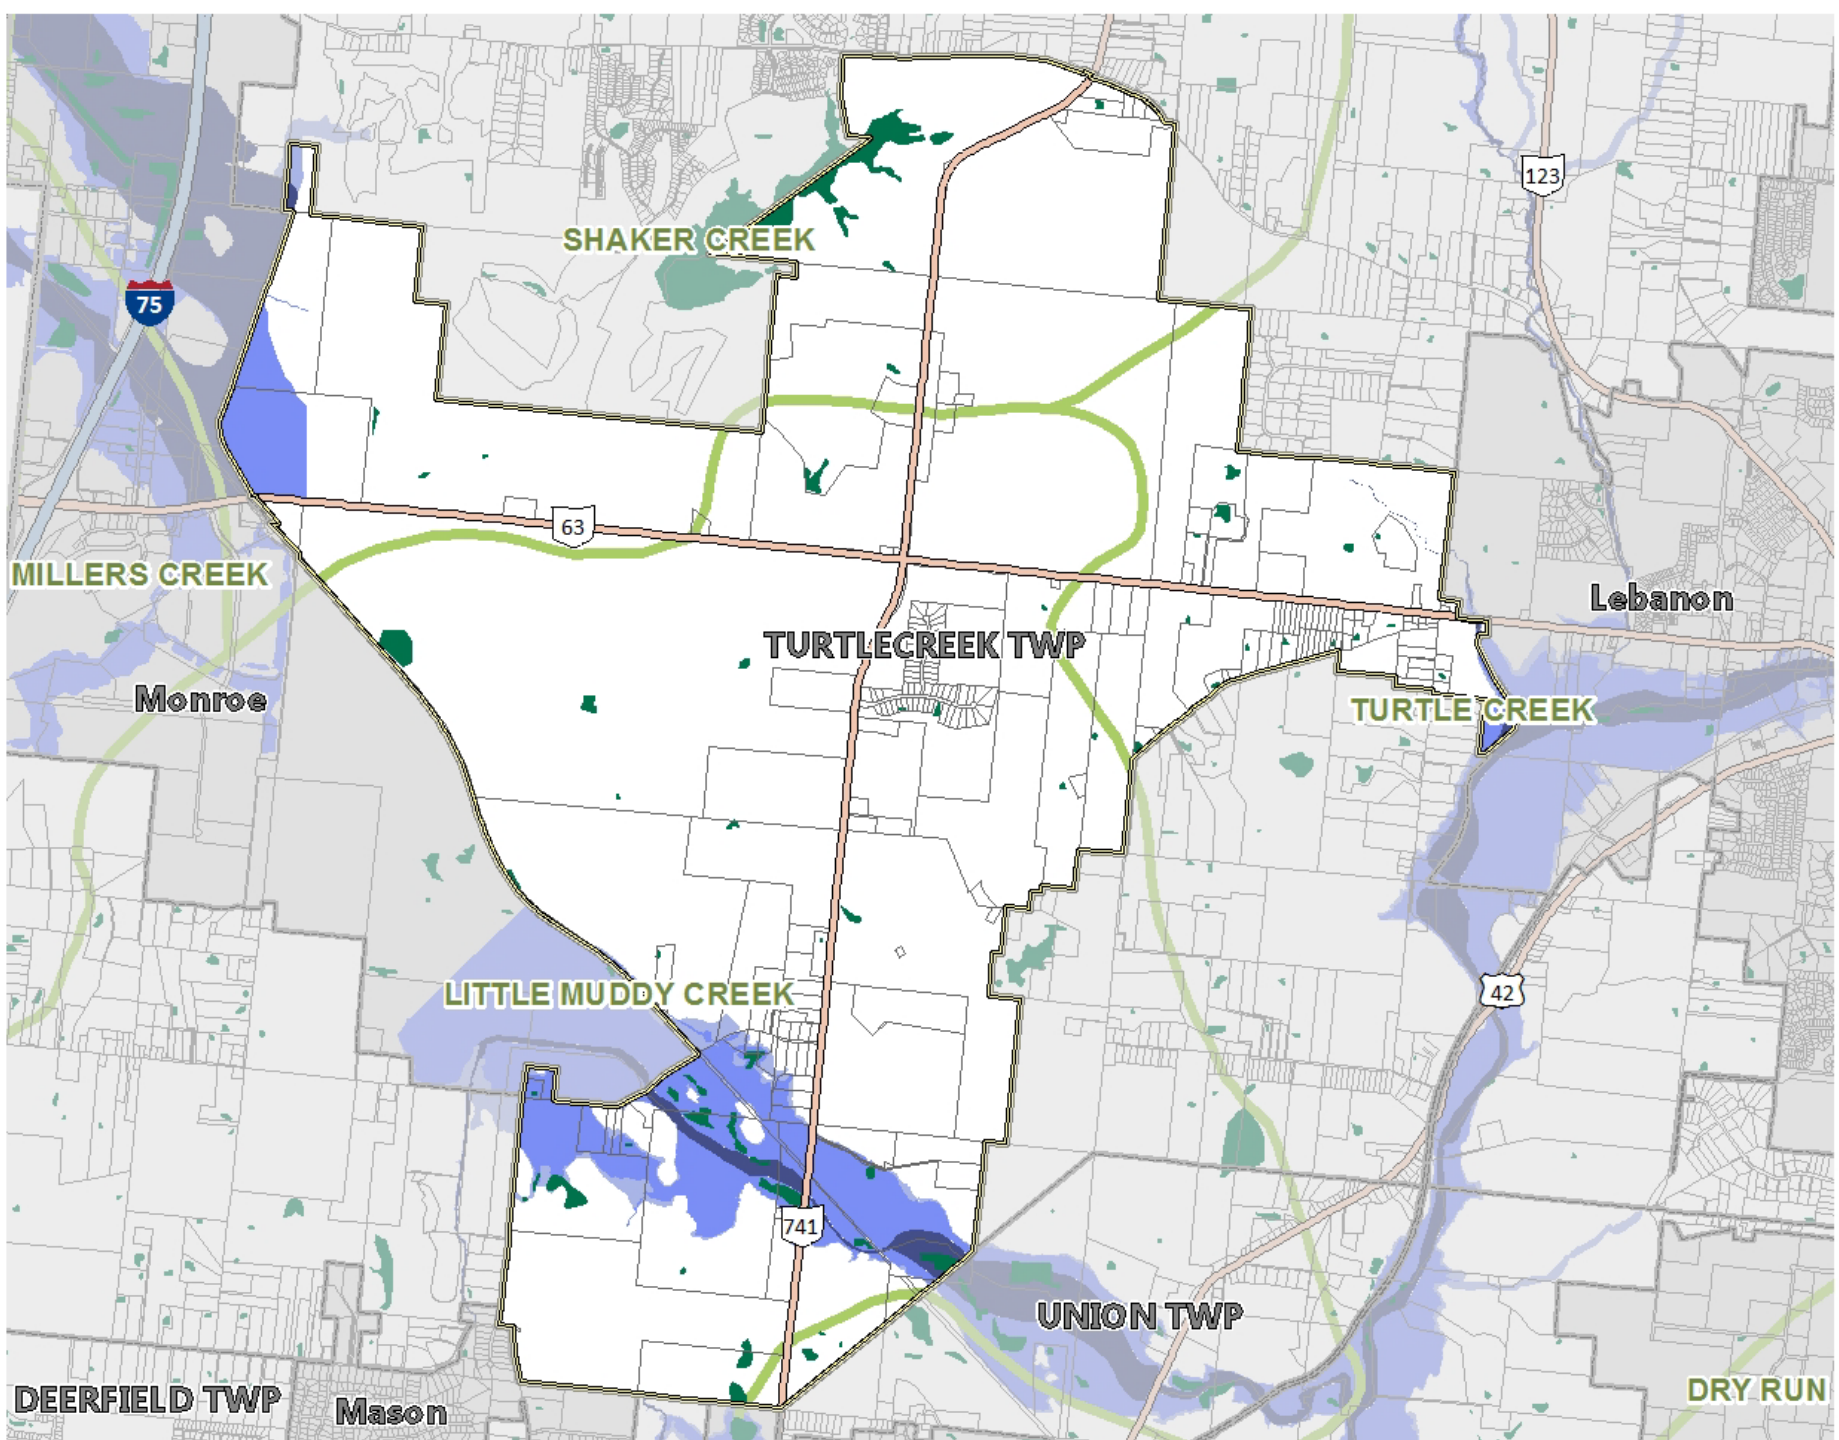 123
SHAKER CREEK
75
63
MILLERS CREEK
Lebanon
TURTLECREEK TWP
Monroe
TURTLE CREEK
LITTLE MUDDY CREEK
42
741
UNION TWP
DRY RUN
DEERFIELD TWP
Mason